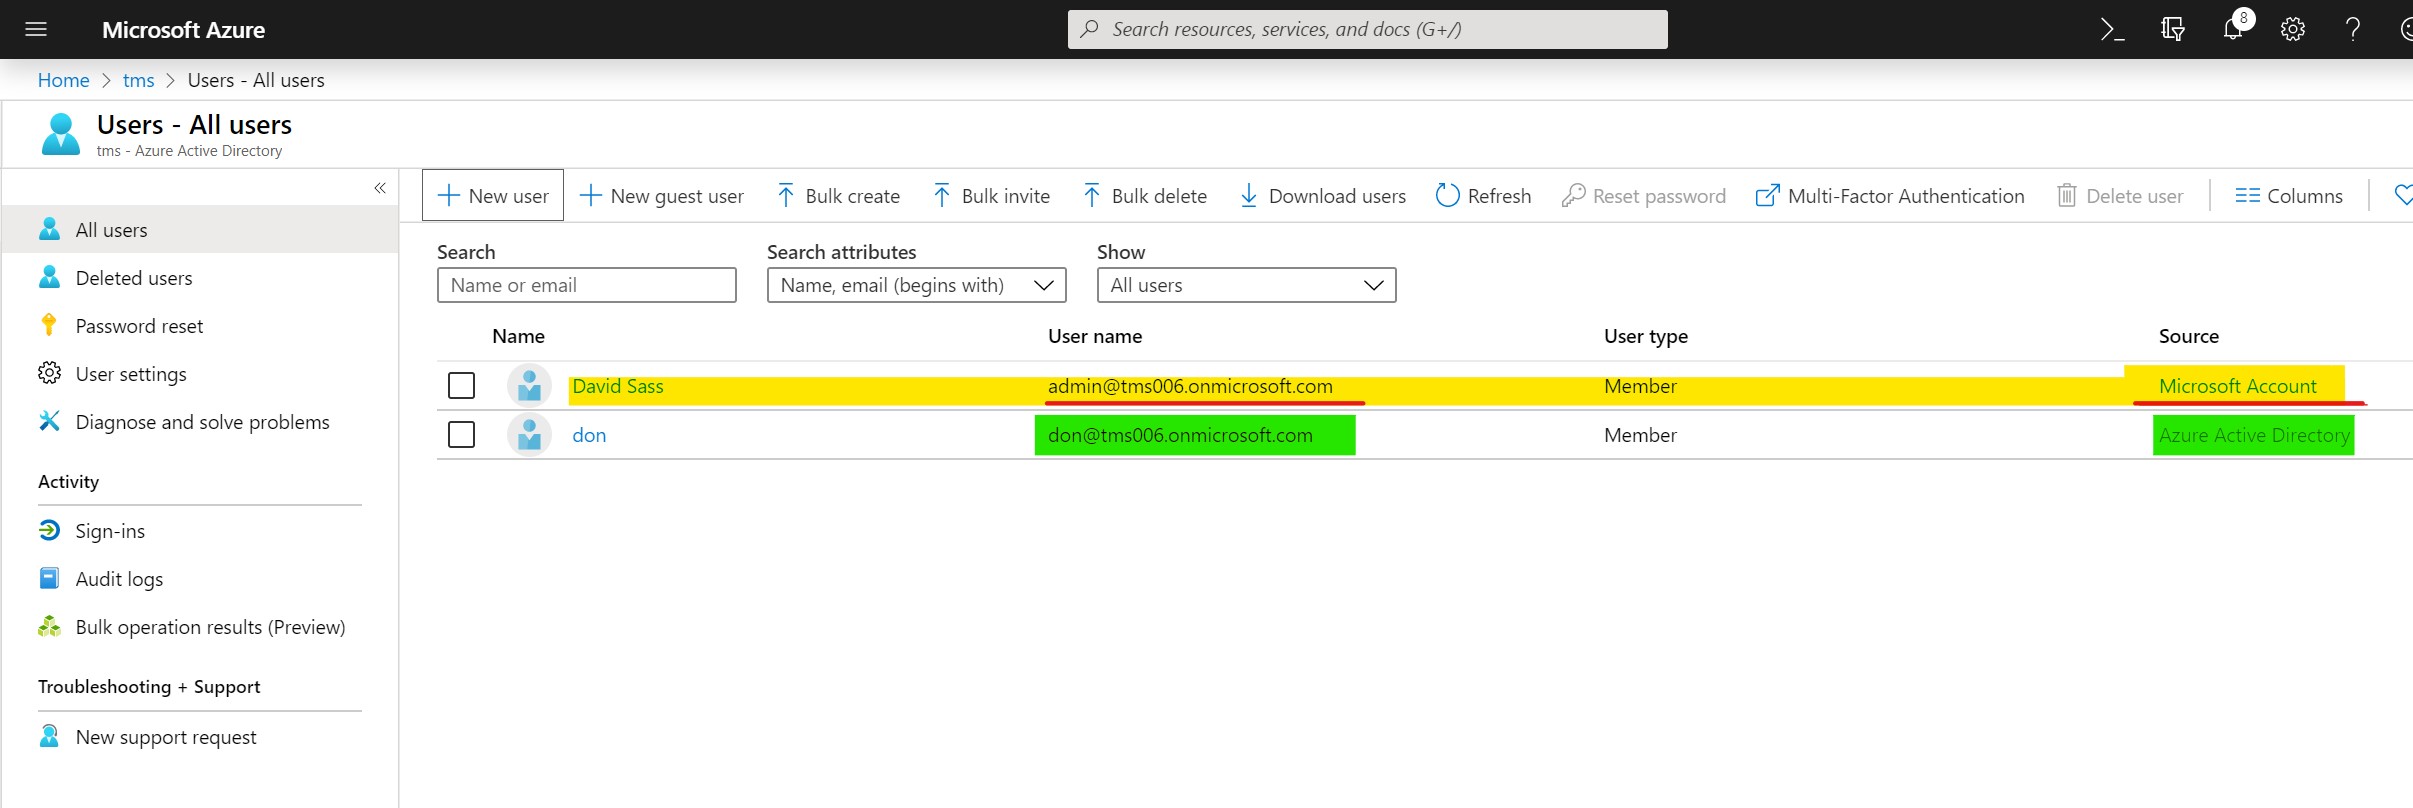 Microsoft Azure
Search resources, services, and docs (G+/)
8
Home > tms > Users - All users
Users - All users
tms - Azure Active Directory
«
New user
New guest user
Bulk create
Bulk invite
Bulk delete
Download users
Refresh
Reset password
Multi-Factor Authentication
Delete user
Columns
All users
Deleted users
Password reset
User settings
Diagnose and solve problems
Activity
Sign-ins
Audit logs
Bulk operation results (Preview)
Troubleshooting + Support
New support request
Search
Search attributes
Show
Name or email
Name, email (begins with)
All users
Name User name User type Source
David Sass admin@tms006.onmicrosoft.com Member Microsoft Account
don don@tms006.onmicrosoft.com Member Azure Active Directory